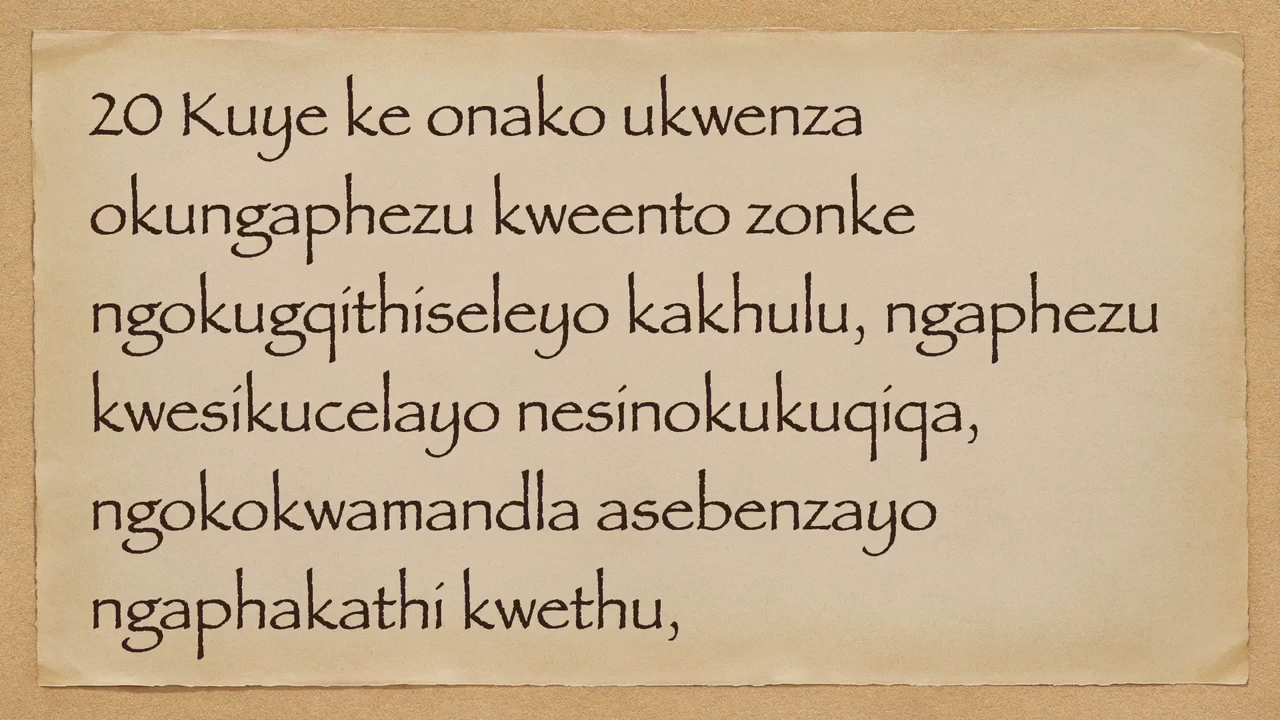 20 Kuye ke onako ukwenza
okungaphezu kweento zonke
ngokugqithiseleyo kakhulu, ngaphezu
kwesikucelayo nesinokukuqiqa,
ngokokwamandla asebenzayo
ngaphakathi kwethu,